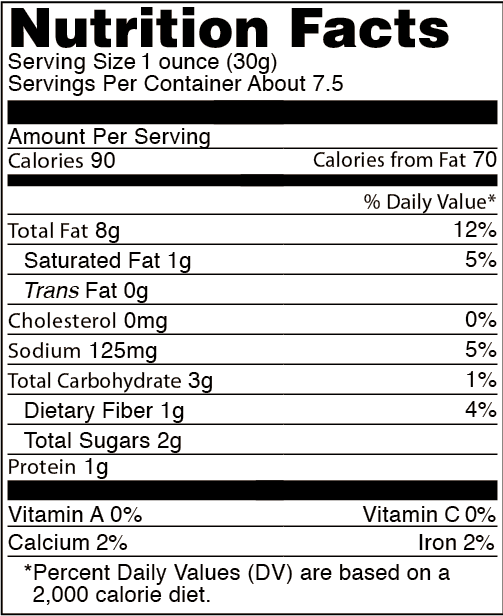 Nutrition Facts
Serving Size 1 ounce (30g)
Servings Per Container About 7.5
Amount Per Serving
Calories 90 Calories from Fat 70
% Daily Value*
Total Fat 8g 12%
Saturated Fat 1g 5%
Trans Fat 0g
Cholesterol 0mg 0%
Sodium 125mg 5%
Total Carbohydrate 3g 1%
Dietary Fiber 1g 4%
Total Sugars 2g
Protein 1g
Vitamin A 0% Vitamin C 0%
Calcium 2% Iron 2%
*Percent Daily Values (DV) are based on a
2,000 calorie diet.